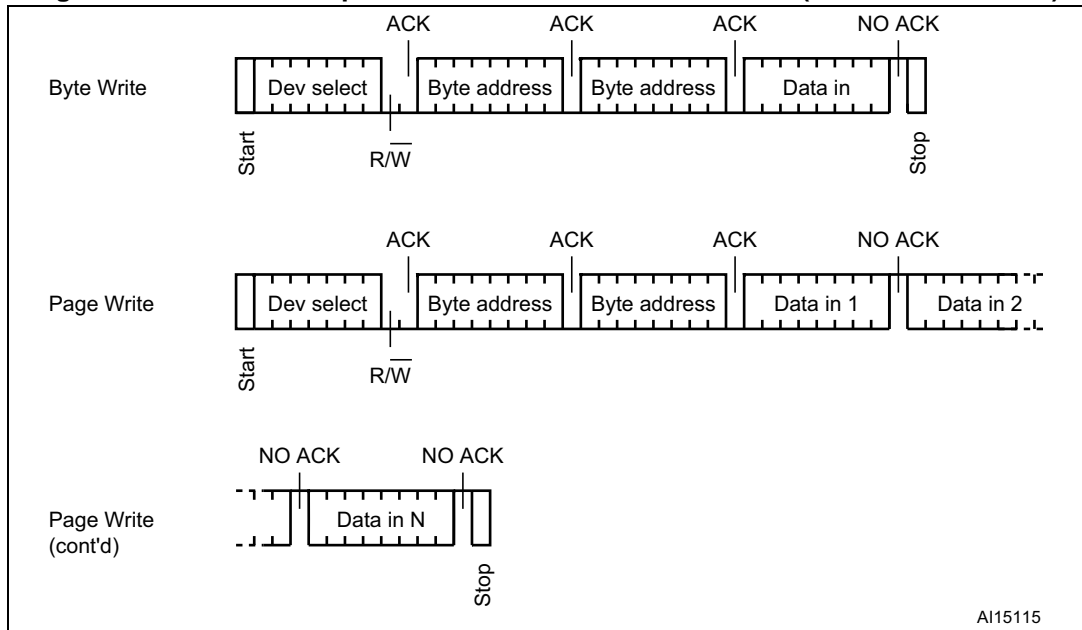 ACK ACK ACK NO ACK
Byte Write
Dev select Byte address Byte address Data in
Start
R/W
Stop
ACK ACK ACK NO ACK
Page Write
Dev select Byte address Byte address Data in 1 Data in 2
Start
R/W
NO ACK NO ACK
Page Write
(cont'd)
Data in N
Stop
AI15115